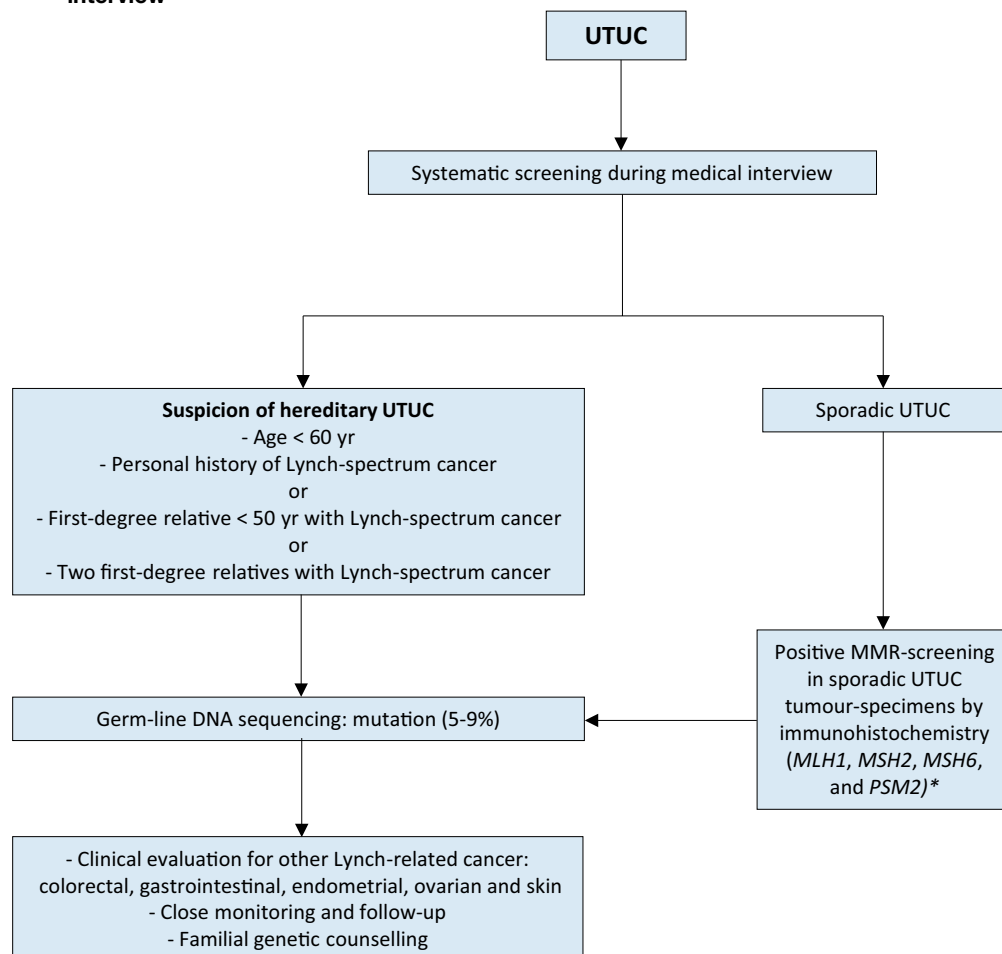 interview
UTUC
Systematic screening during medical interview
Suspicion of hereditary UTUC
- Age < 60 yr
- Personal history of Lynch-spectrum cancer
or
- First-degree relative < 50 yr with Lynch-spectrum cancer
or
- Two first-degree relatives with Lynch-spectrum cancer
Sporadic UTUC
Positive MMR-screening
in sporadic UTUC
tumour-specimens by
immunohistochemistry
(MLH1, MSH2, MSH6,
and PSM2)*
Germ-line DNA sequencing: mutation (5-9%)
- Clinical evaluation for other Lynch-related cancer:
colorectal, gastrointestinal, endometrial, ovarian and skin
- Close monitoring and follow-up
- Familial genetic counselling